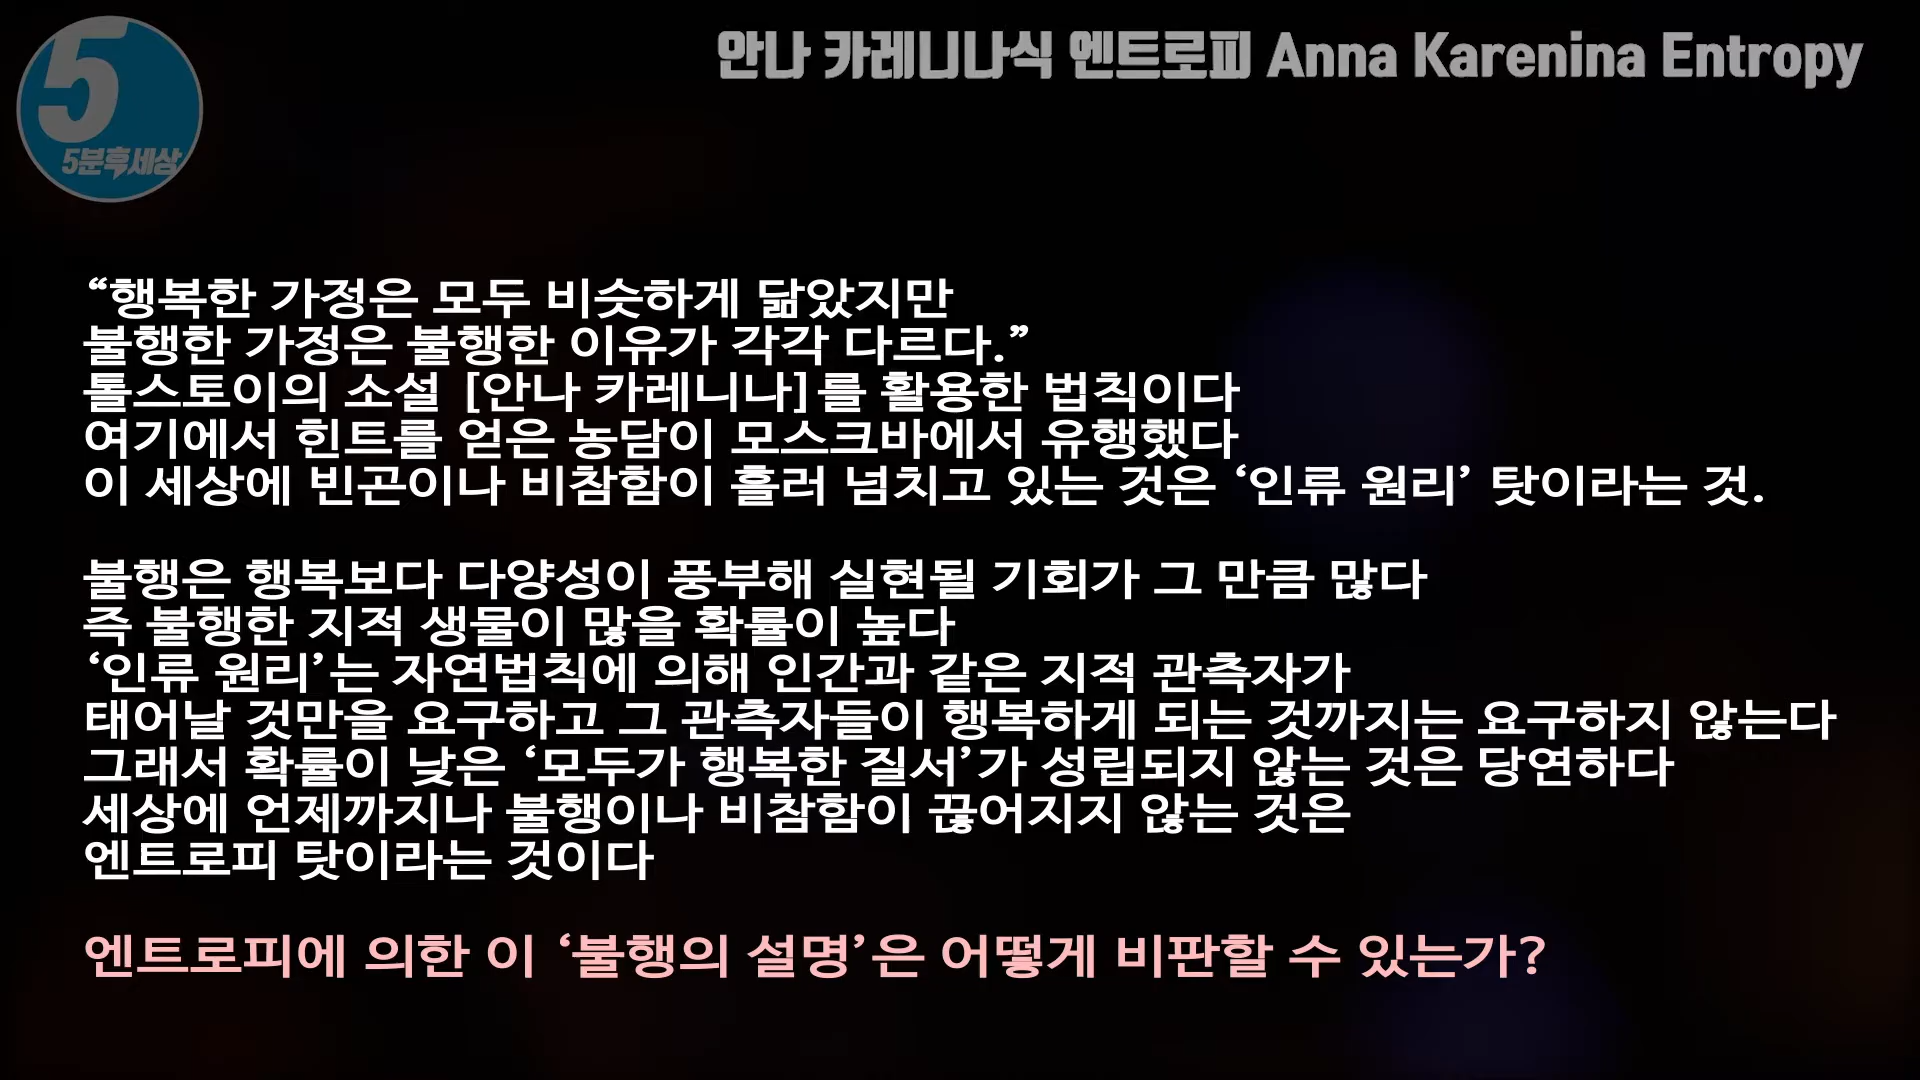 5
5분훅세상
안나 카레니나식 엔트로피 Anna Karenina Entropy
“행복한 가정은 모두 비슷하게 닮았지만
불행한 가정은 불행한 이유가 각각 다르다.”
톨스토이의 소설 [안나 카레니나]를 활용한 법칙이다
여기에서 힌트를 얻은 농담이 모스크바에서 유행했다
이 세상에 빈곤이나 비참함이 흘러 넘치고 있는 것은 ‘인류 원리’ 탓이라는 것.
불행은 행복보다 다양성이 풍부해 실현될 기회가 그 만큼 많다
즉 불행한 지적 생물이 많을 확률이 높다
‘인류 원리’는 자연법칙에 의해 인간과 같은 지적 관측자가
태어날 것만을 요구하고 그 관측자들이 행복하게 되는 것까지는 요구하지 않는다
그래서 확률이 낮은 ‘모두가 행복한 질서’가 성립되지 않는 것은 당연하다
세상에 언제까지나 불행이나 비참함이 끊어지지 않는 것은
엔트로피 탓이라는 것이다
엔트로피에 의한 이 ‘불행의 설명’은 어떻게 비판할 수 있는가?